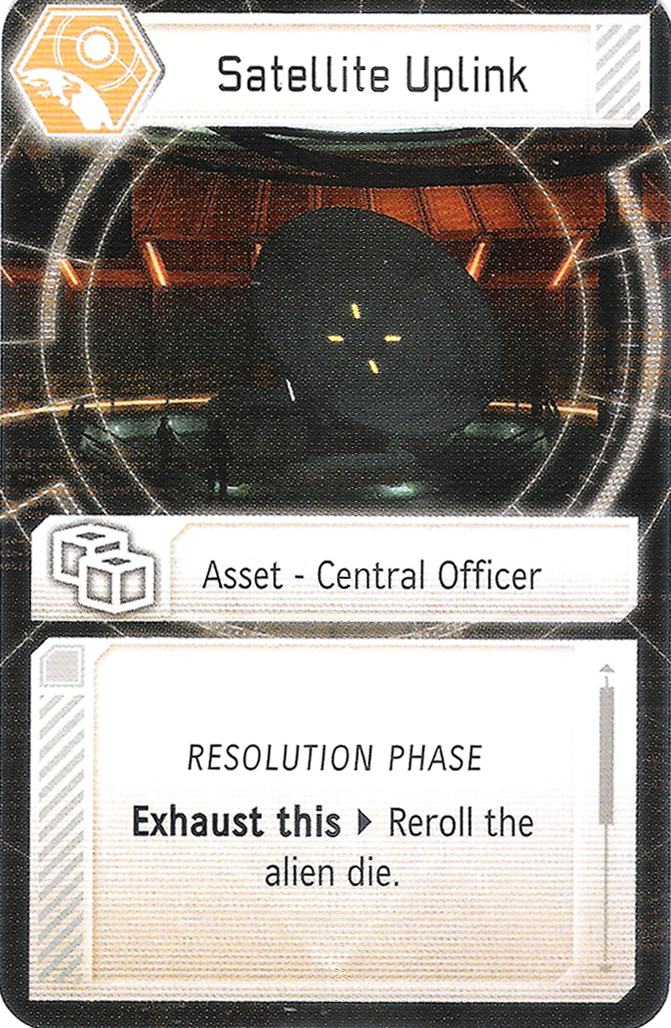 Satellite Uplink
Asset - Central Officer
RESOLUTION PHASE
Exhaust this ▶ Reroll the
alien die.